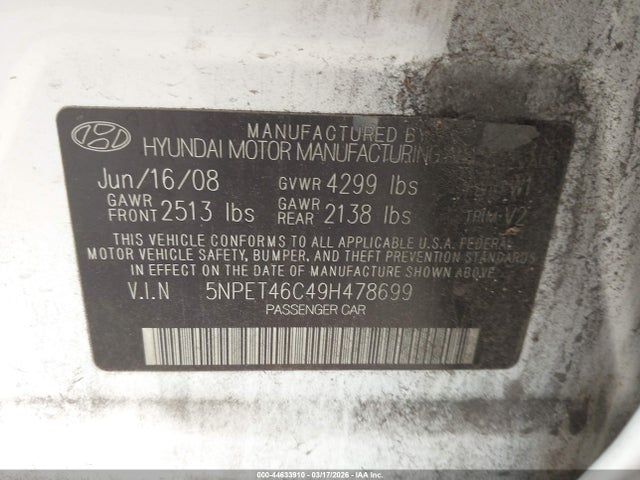 MANUFACTURED BY
HYUNDAI MOTOR MANUFACTURING
Jun/16/08 GVWR 4299 lbs
GAWR FRONT 2513 lbs GAWR REAR 2138 lbs TRIM:V2
THIS VEHICLE CONFORMS TO ALL APPLICABLE U.S.A. FEDERAL
MOTOR VEHICLE SAFETY, BUMPER, AND THEFT PREVENTION
STANDARDS IN EFFECT ON THE DATE OF MANUFACTURE SHOWN ABOVE.
V.I.N 5NPET46C49H478699
PASSENGER CAR
000-44633910 | 03/17/2026 | © COPYRIGHT IAA, LLC